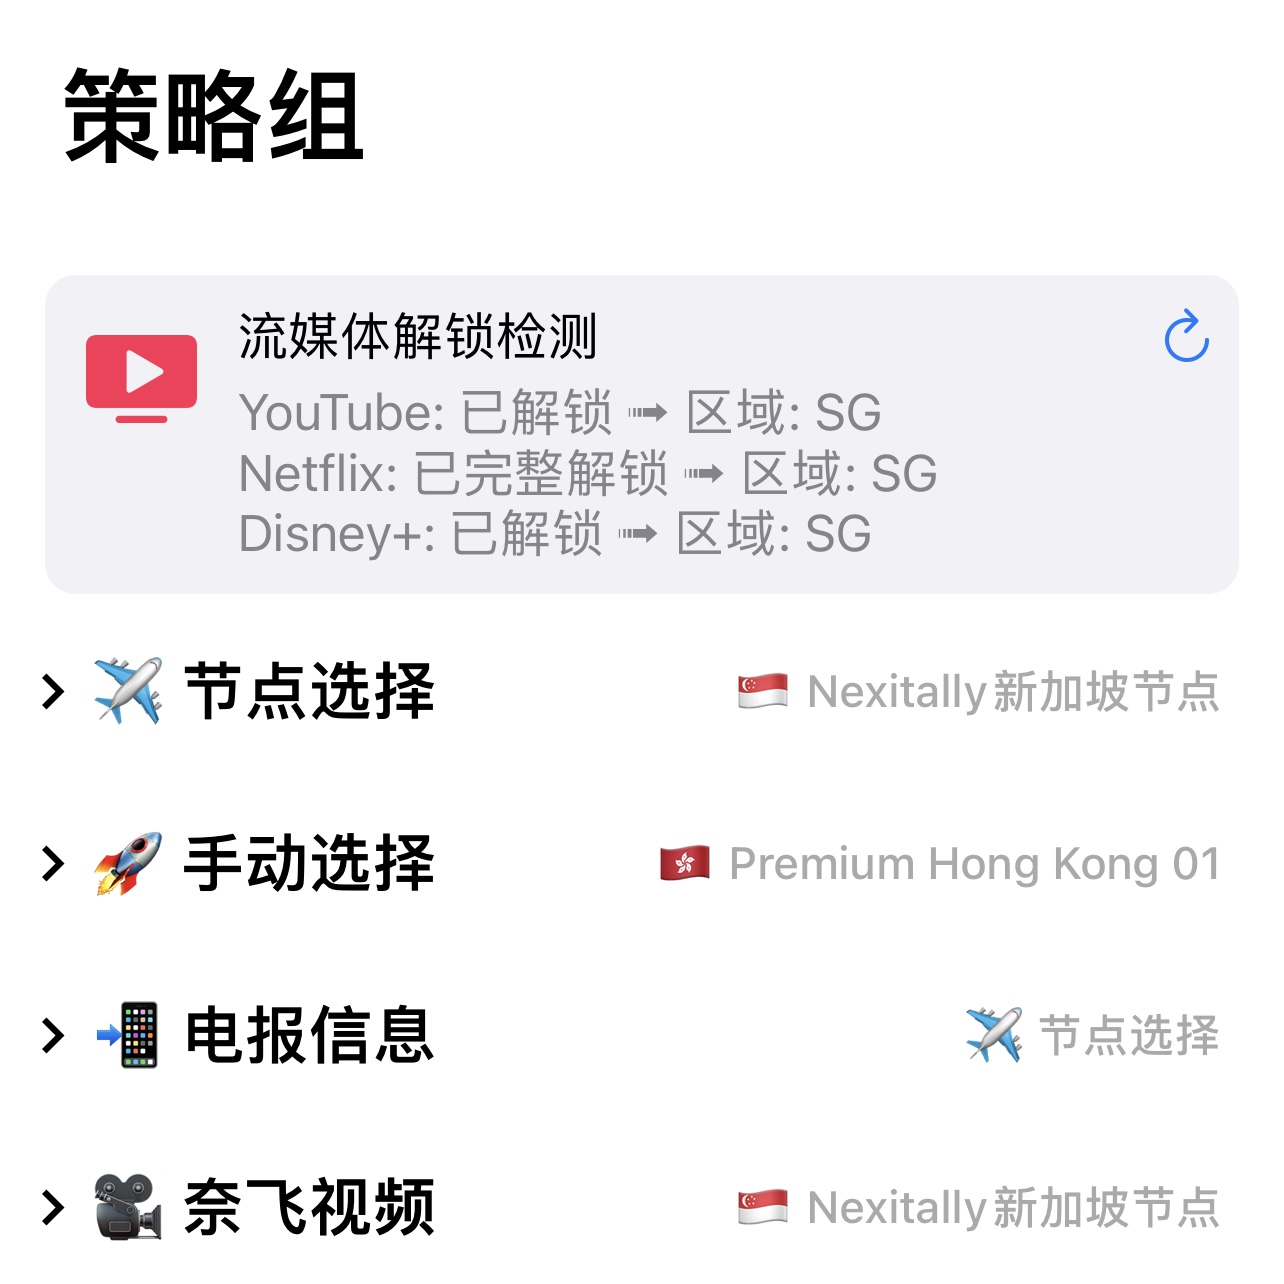 策略组
流媒体解锁检测
YouTube: 已解锁 ➟ 区域: SG
Netflix: 已完整解锁 ➟ 区域: SG
Disney+: 已解锁 ➟ 区域: SG
✈️ 节点选择 🇸🇬 Nexitally新加坡节点
🚀 手动选择 🇭🇰 Premium Hong Kong 01
📲 电报信息 ✈️ 节点选择
🎥 奈飞视频 🇸🇬 Nexitally新加坡节点